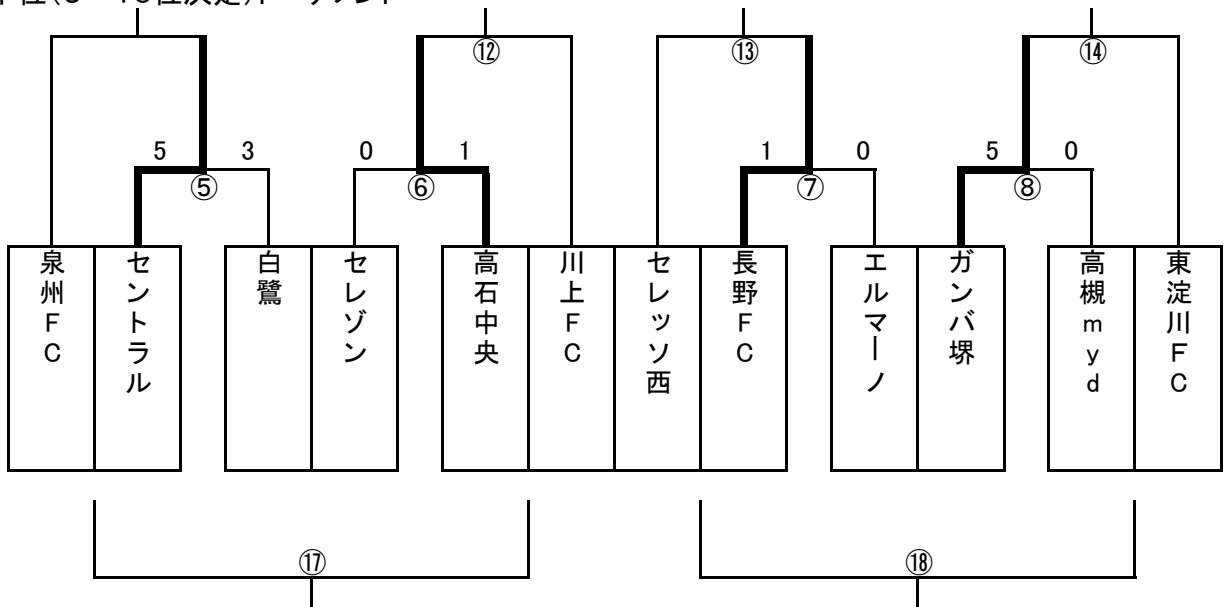 ⑫ ⑬ ⑭
5 3 0 1 1 0 5 0
⑤ ⑥ ⑦ ⑧
泉州FC
セントラル
白鷺
セレゾン
高石中央
川上FC
セレッソ西
長野FC
エルマーノ
ガンバ堺
高槻myd
東淀川FC
⑰ ⑱